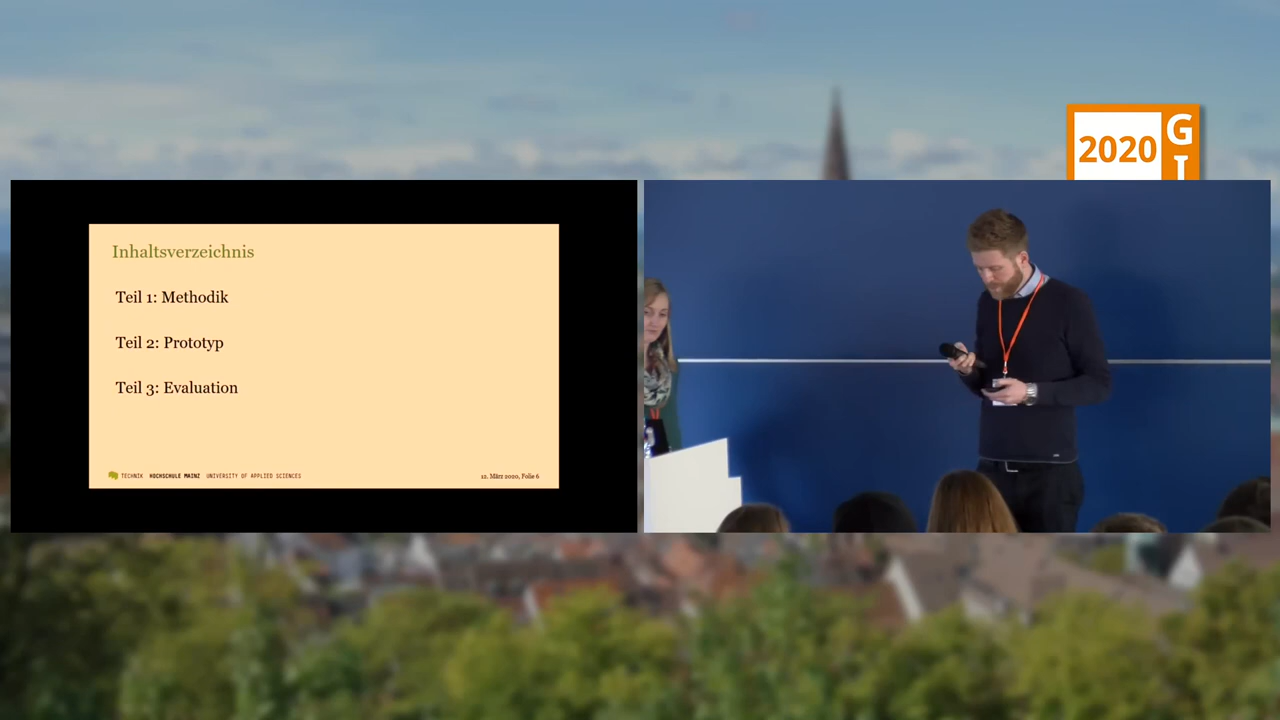 2020
G
I
Inhaltsverzeichnis
Teil 1: Methodik
Teil 2: Prototyp
Teil 3: Evaluation
TECHNIK HOCHSCHULE MAINZ UNIVERSITY OF APPLIED SCIENCES
12. März 2020, Folie 6